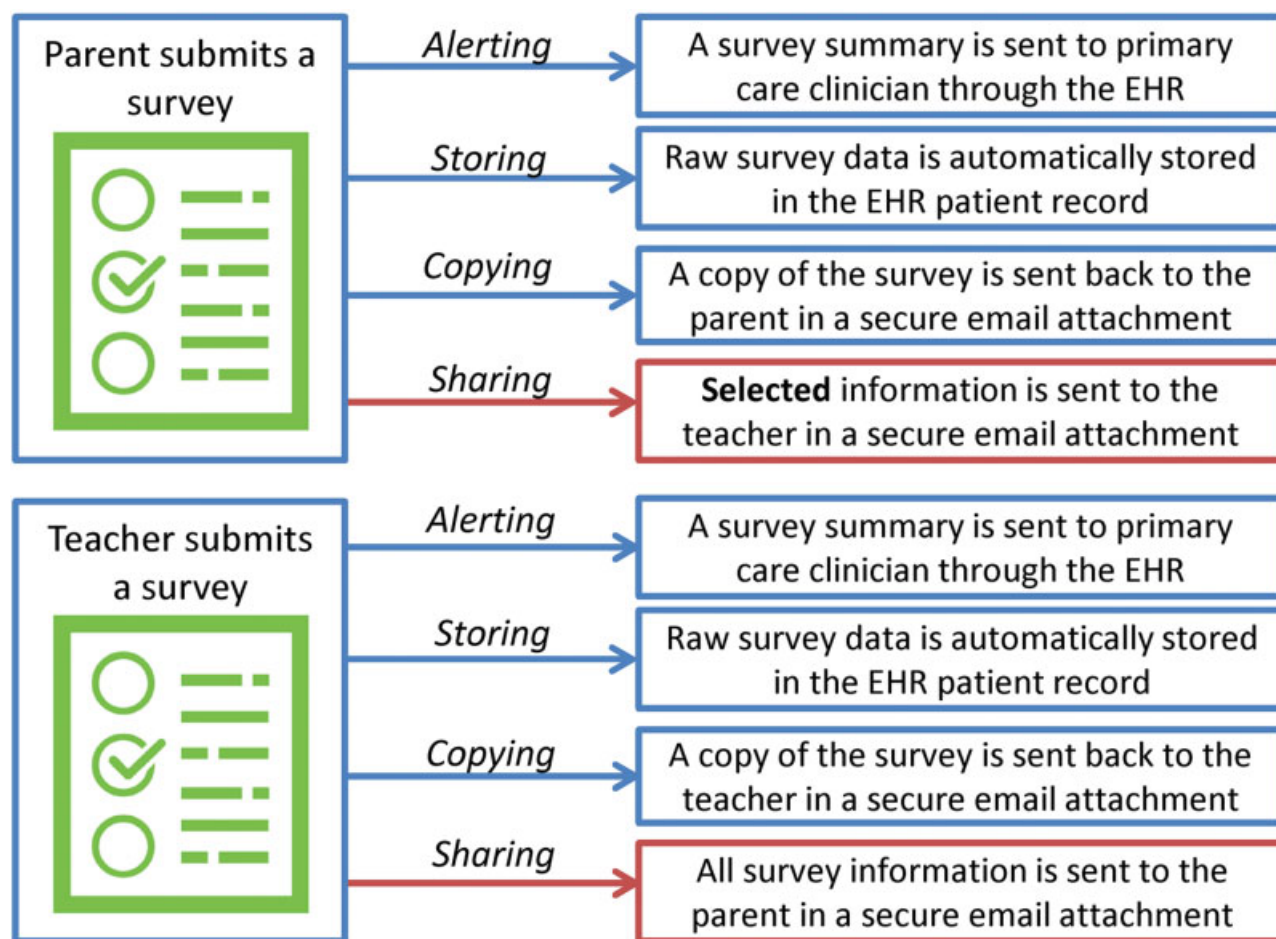 Parent submits a
survey
Alerting
A survey summary is sent to primary
care clinician through the EHR
Storing
Raw survey data is automatically stored
in the EHR patient record
Copying
A copy of the survey is sent back to the
parent in a secure email attachment
Sharing
Selected information is sent to the
teacher in a secure email attachment
Teacher submits
a survey
Alerting
A survey summary is sent to primary
care clinician through the EHR
Storing
Raw survey data is automatically stored
in the EHR patient record
Copying
A copy of the survey is sent back to the
teacher in a secure email attachment
Sharing
All survey information is sent to the
parent in a secure email attachment